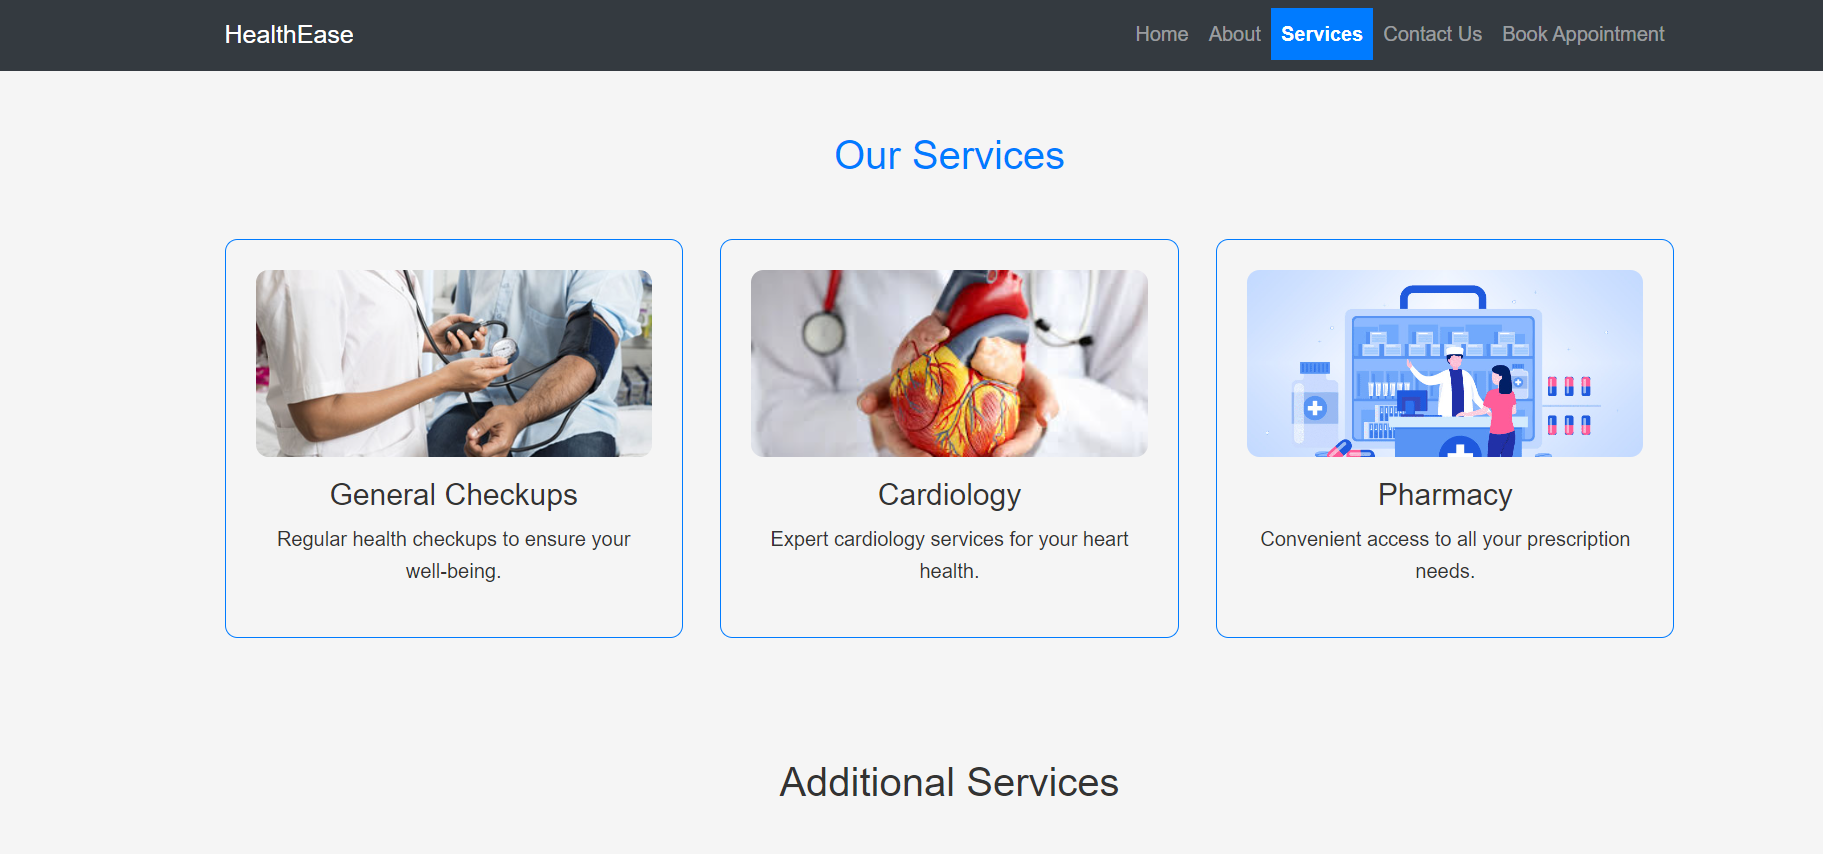 HealthEase Home About Services Contact Us Book Appointment
Our Services
General Checkups
Regular health checkups to ensure your
well-being.
Cardiology
Expert cardiology services for your heart
health.
Pharmacy
Convenient access to all your prescription
needs.
Additional Services